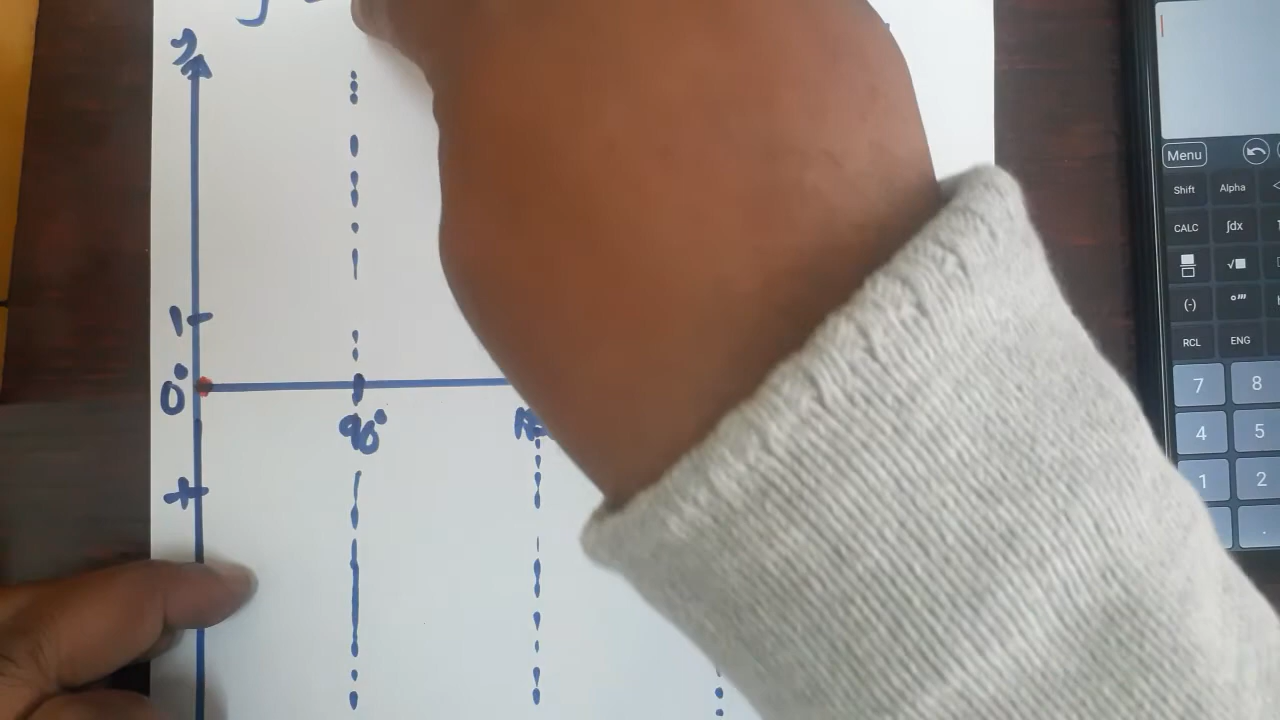 y
1
0°
90°
Menu
Shift Alpha
CALC ∫dx
√■
(-) °'"
RCL ENG
7 8
4 5
1 2
.